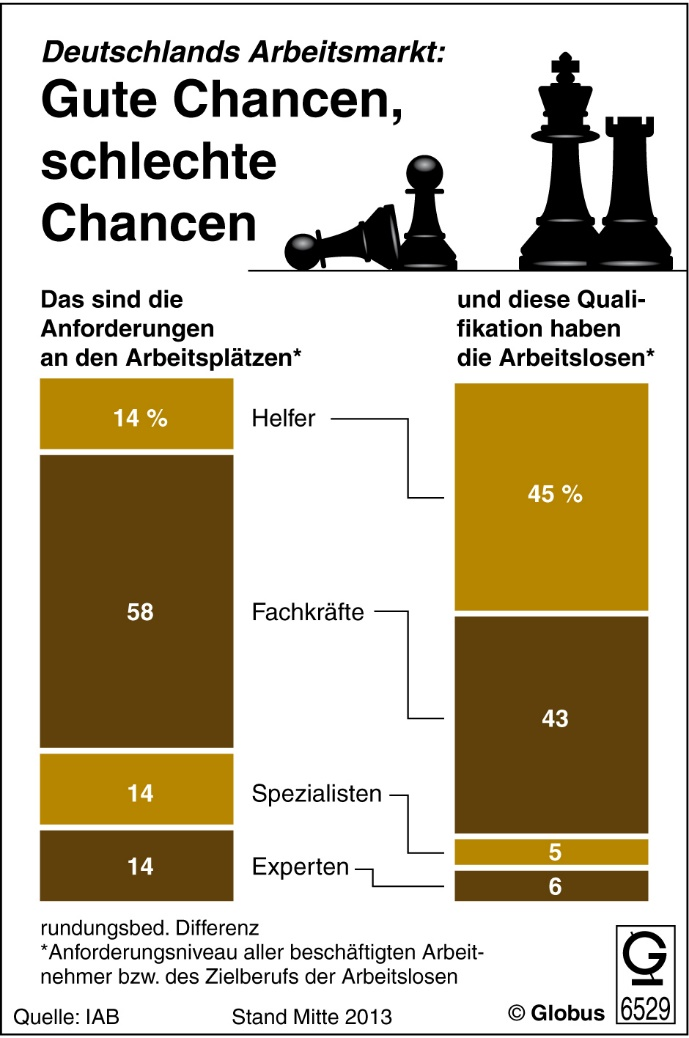 Deutschlands Arbeitsmarkt:
Gute Chancen,
schlechte
Chancen
Das sind die
Anforderungen
an den Arbeitsplätzen*
und diese Quali-
fikation haben
die Arbeitslosen*
14 %
Helfer
45 %
58
Fachkräfte
43
14
Spezialisten
5
14
Experten
6
rundungsbed. Differenz
*Anforderungsniveau aller beschäftigten Arbeit-
nehmer bzw. des Zielberufs der Arbeitslosen
Quelle: IAB
Stand Mitte 2013
© Globus
G
6529